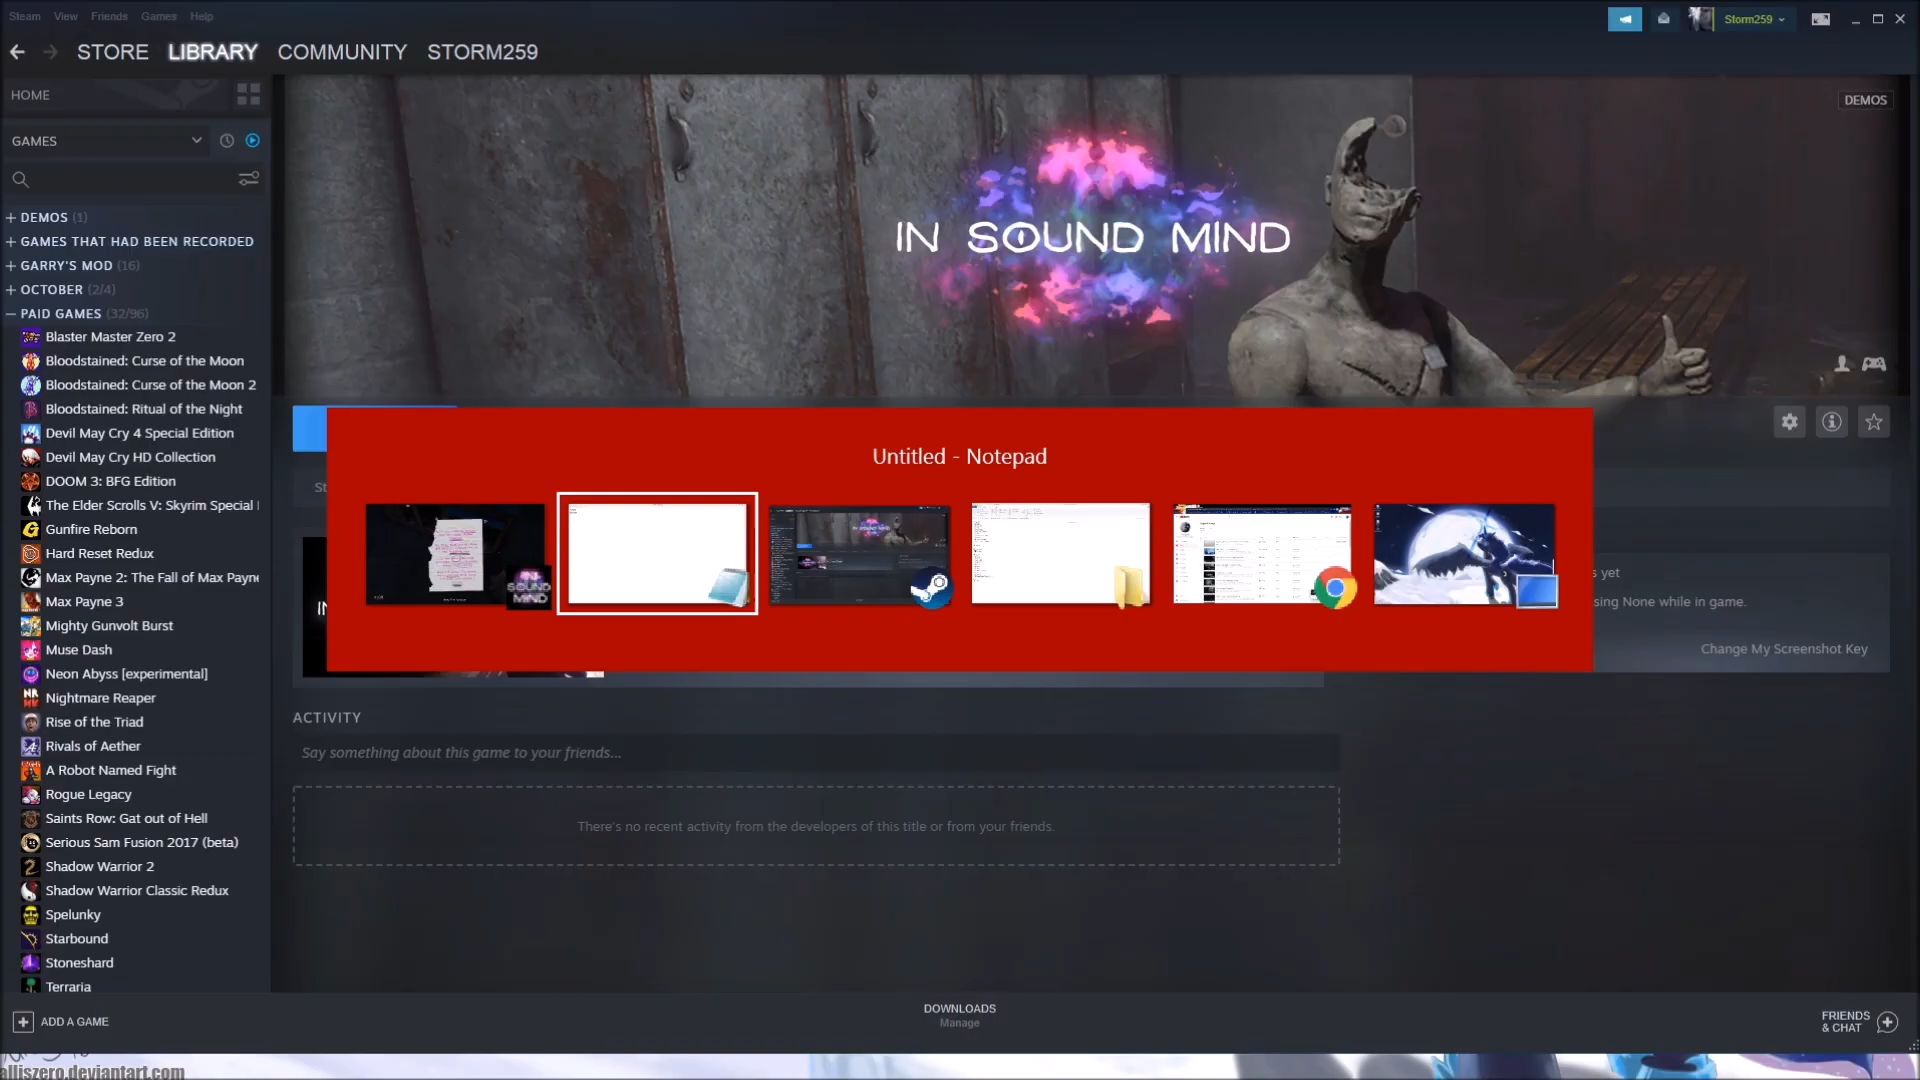 Steam View Friends Games Help
Storm259
STORE LIBRARY COMMUNITY STORM259
HOME
DEMOS
GAMES
IN SOUND MIND
DEMOS (1)
GAMES THAT HAD BEEN RECORDED
GARRY'S MOD (16)
OCTOBER (2/4)
PAID GAMES (32/96)
Blaster Master Zero 2
Bloodstained: Curse of the Moon
Bloodstained: Curse of the Moon 2
Bloodstained: Ritual of the Night
Devil May Cry 4 Special Edition
Devil May Cry HD Collection
DOOM 3: BFG Edition
The Elder Scrolls V: Skyrim Special
Gunfire Reborn
Hard Reset Redux
Max Payne 2: The Fall of Max Payne
Max Payne 3
Mighty Gunvolt Burst
Muse Dash
Neon Abyss [experimental]
Nightmare Reaper
Rise of the Triad
Rivals of Aether
A Robot Named Fight
Rogue Legacy
Saints Row: Gat out of Hell
Serious Sam Fusion 2017 (beta)
Shadow Warrior 2
Shadow Warrior Classic Redux
Spelunky
Starbound
Stoneshard
Terraria
Untitled - Notepad
IN SOUND MIND
s yet
sing None while in game.
Change My Screenshot Key
ACTIVITY
Say something about this game to your friends...
There's no recent activity from the developers of this title or from your friends.
ADD A GAME
DOWNLOADS
Manage
FRIENDS
& CHAT
alliszero.deviantart.com